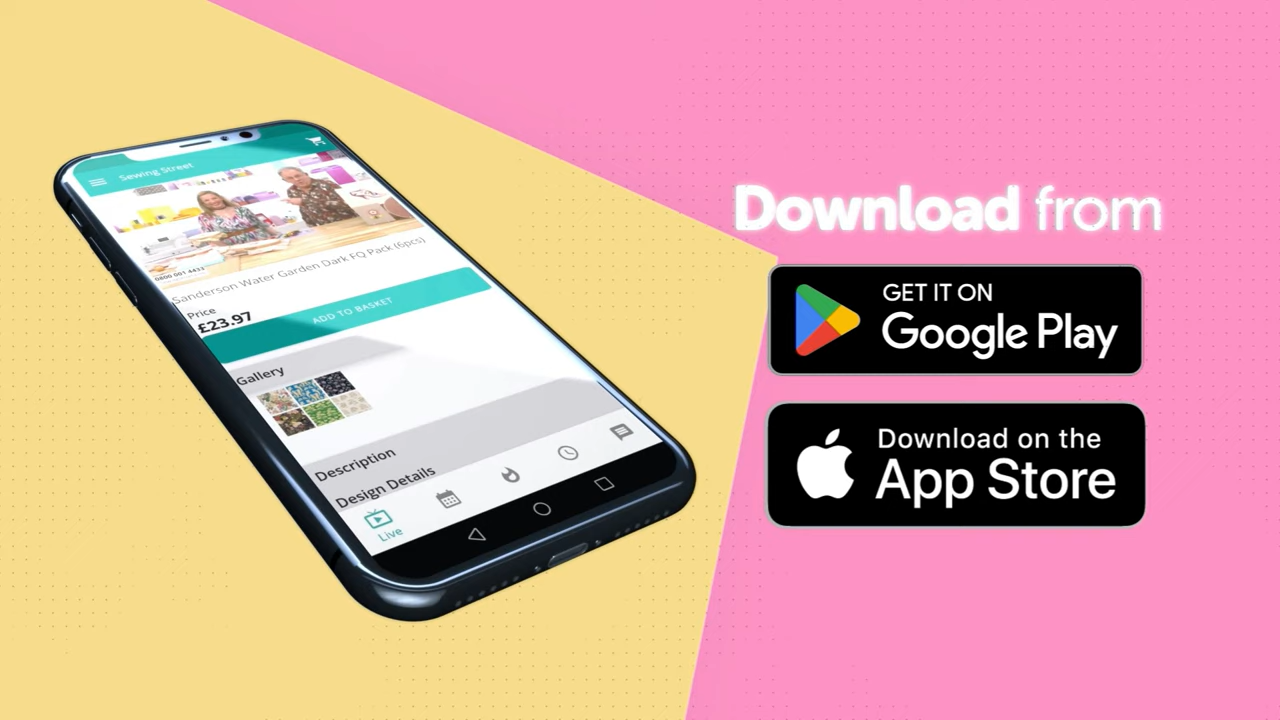 Sewing Street
0800 001 4433
Sanderson Water Garden Dark FQ Pack (6pcs)
Price
£23.97
ADD TO BASKET
Gallery
Description
Design Details
Live
Download from
GET IT ON
Google Play
Download on the
App Store